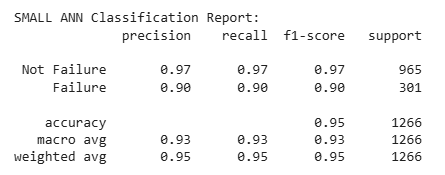 SMALL ANN Classification Report:
precision recall f1-score support
Not Failure 0.97 0.97 0.97 965
Failure 0.90 0.90 0.90 301
accuracy 0.95 1266
macro avg 0.93 0.93 0.93 1266
weighted avg 0.95 0.95 0.95 1266